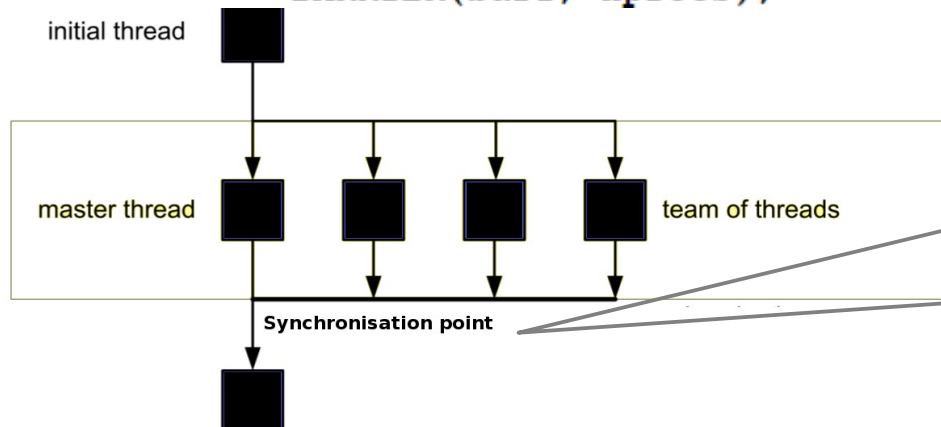 initial thread
master thread
team of threads
Synchronisation point